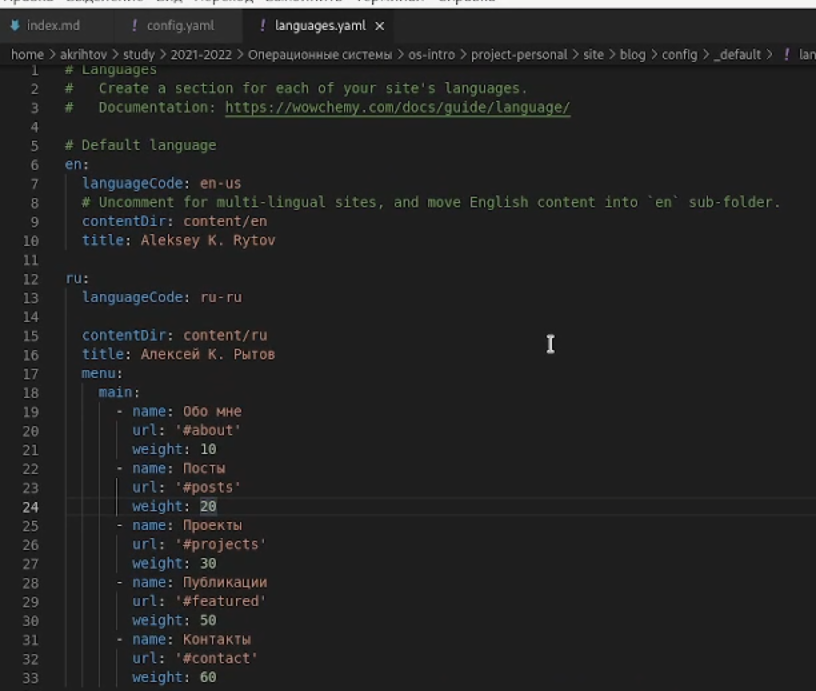 index.md ! config.yaml ! languages.yaml ×
home > akrihtov > study > 2021-2022 > Операционные системы > os-intro > project-personal > site > blog > config > _default > !
1 # Languages
2 #   Create a section for each of your site's languages.
3 #   Documentation: https://wowchemy.com/docs/guide/language/
4
5 # Default language
6 en:
7   languageCode: en-us
8   # Uncomment for multi-lingual sites, and move English content into `en` sub-folder.
9   contentDir: content/en
10   title: Aleksey K. Rytov
11
12 ru:
13   languageCode: ru-ru
14
15   contentDir: content/ru
16   title: Алексей К. Рытов
17   menu:
18     main:
19       - name: Обо мне
20         url: '#about'
21         weight: 10
22       - name: Посты
23         url: '#posts'
24         weight: 20
25       - name: Проекты
26         url: '#projects'
27         weight: 30
28       - name: Публикации
29         url: '#featured'
30         weight: 50
31       - name: Контакты
32         url: '#contact'
33         weight: 60